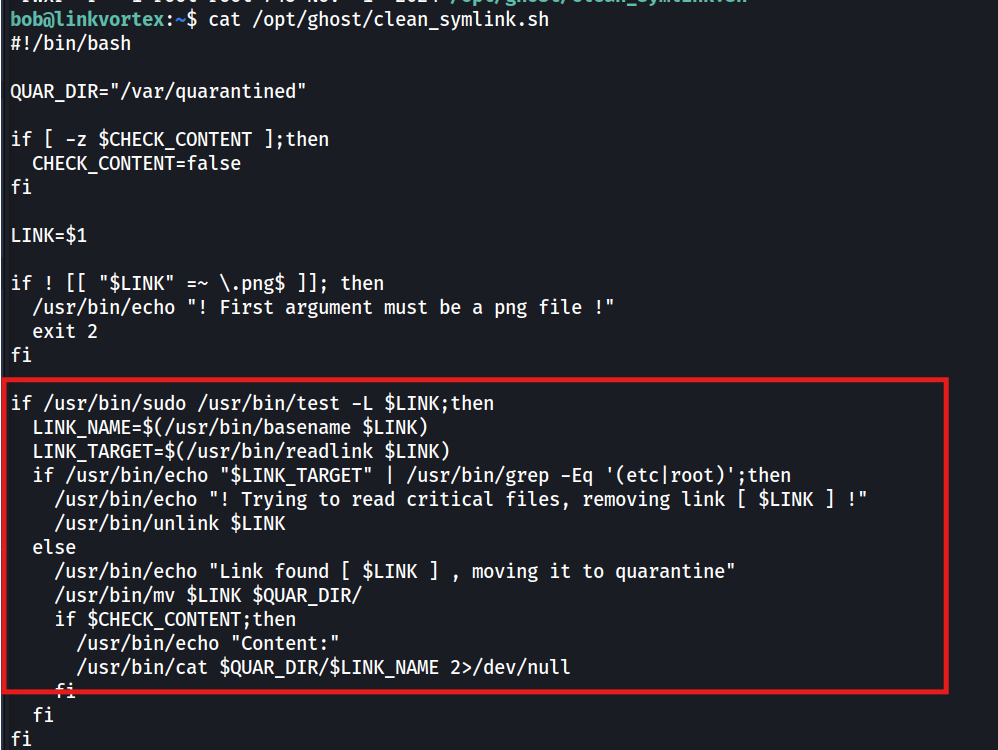 bob@linkvortex:~$ cat /opt/ghost/clean_symlink.sh
#!/bin/bash

QUAR_DIR="/var/quarantined"

if [ -z $CHECK_CONTENT ];then
  CHECK_CONTENT=false
fi

LINK=$1

if ! [[ "$LINK" =~ \.png$ ]]; then
  /usr/bin/echo "! First argument must be a png file !"
  exit 2
fi

if /usr/bin/sudo /usr/bin/test -L $LINK;then
  LINK_NAME=$(/usr/bin/basename $LINK)
  LINK_TARGET=$(/usr/bin/readlink $LINK)
  if /usr/bin/echo "$LINK_TARGET" | /usr/bin/grep -Eq '(etc|root)';then
    /usr/bin/echo "! Trying to read critical files, removing link [ $LINK ] !"
    /usr/bin/unlink $LINK
  else
    /usr/bin/echo "Link found [ $LINK ] , moving it to quarantine"
    /usr/bin/mv $LINK $QUAR_DIR/
    if $CHECK_CONTENT;then
      /usr/bin/echo "Content:"
      /usr/bin/cat $QUAR_DIR/$LINK_NAME 2>/dev/null
    fi
  fi
fi